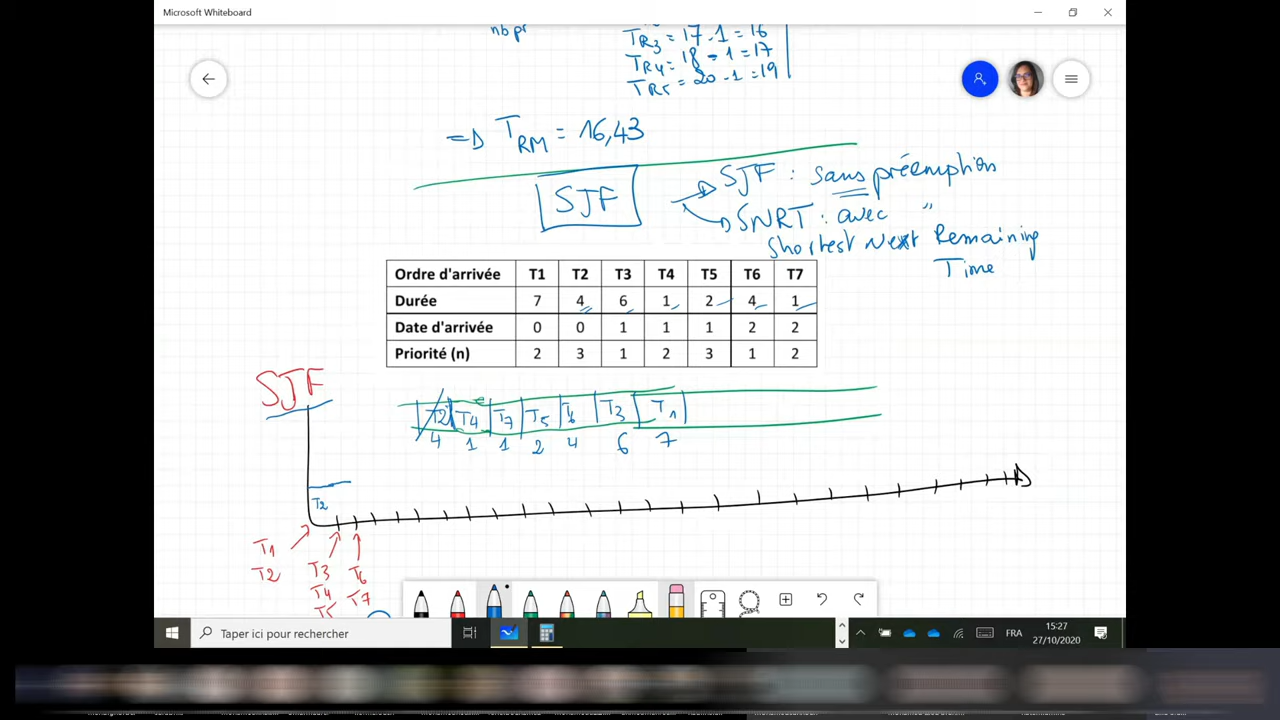 Microsoft Whiteboard
nb pr
TR3 = 17 - 1 = 16
TR4 = 18 - 1 = 17
TR5 = 20 - 1 = 19
=> TRM = 16,43
SJF
SJF : sans préemption
SNRT : avec "
Shortest Next Remaining
Time
Ordre d'arrivée T1 T2 T3 T4 T5 T6 T7
Durée 7 4 6 1 2 4 1
Date d'arrivée 0 0 1 1 1 2 2
Priorité (n) 2 3 1 2 3 1 2
SJF
T2 T4 T7 T5 T6 T3 T1
4 1 1 2 4 6 7
T2
T1 T3 T6
T2 T4 T7
T5
Taper ici pour rechercher
FRA
15:27
27/10/2020